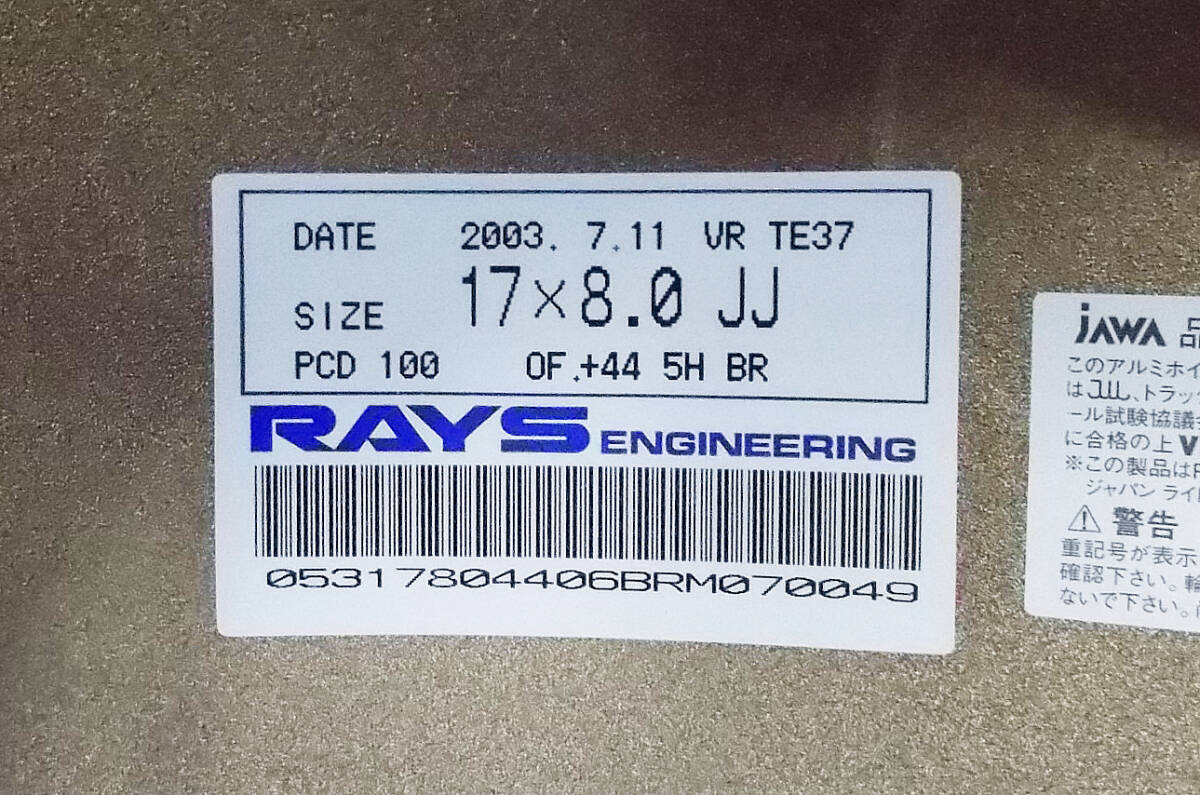 DATE 2003. 7.11 VR TE37
SIZE 17×8.0 JJ
PCD 100 OF.+44 5H BR
RAYS ENGINEERING
05317804406BRM070049
JAWA 品
このアルミホイ
はJWL、トラッ
ール試験協議
に合格の上V
※この製品はR
ジャパン ライ
警告
重記号が表示
確認下さい。輪
ないで下さい。